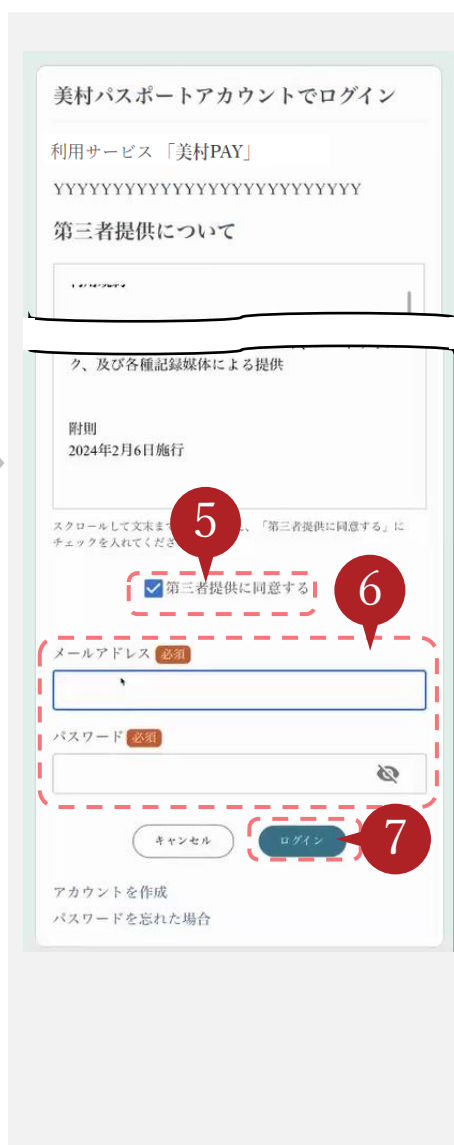 美村パスポートアカウントでログイン
利用サービス「美村PAY」
YYYYYYYYYYYYYYYYYYYYYYYYYY
第三者提供について
ク、及び各種記録媒体による提供
附則
2024年2月6日施行
スクロールして文末ま
、「第三者提供に同意する」に
チェックを入れてくださ
5
第三者提供に同意する
6
メールアドレス 必須
パスワード 必須
キャンセル
ログイン
7
アカウントを作成
パスワードを忘れた場合